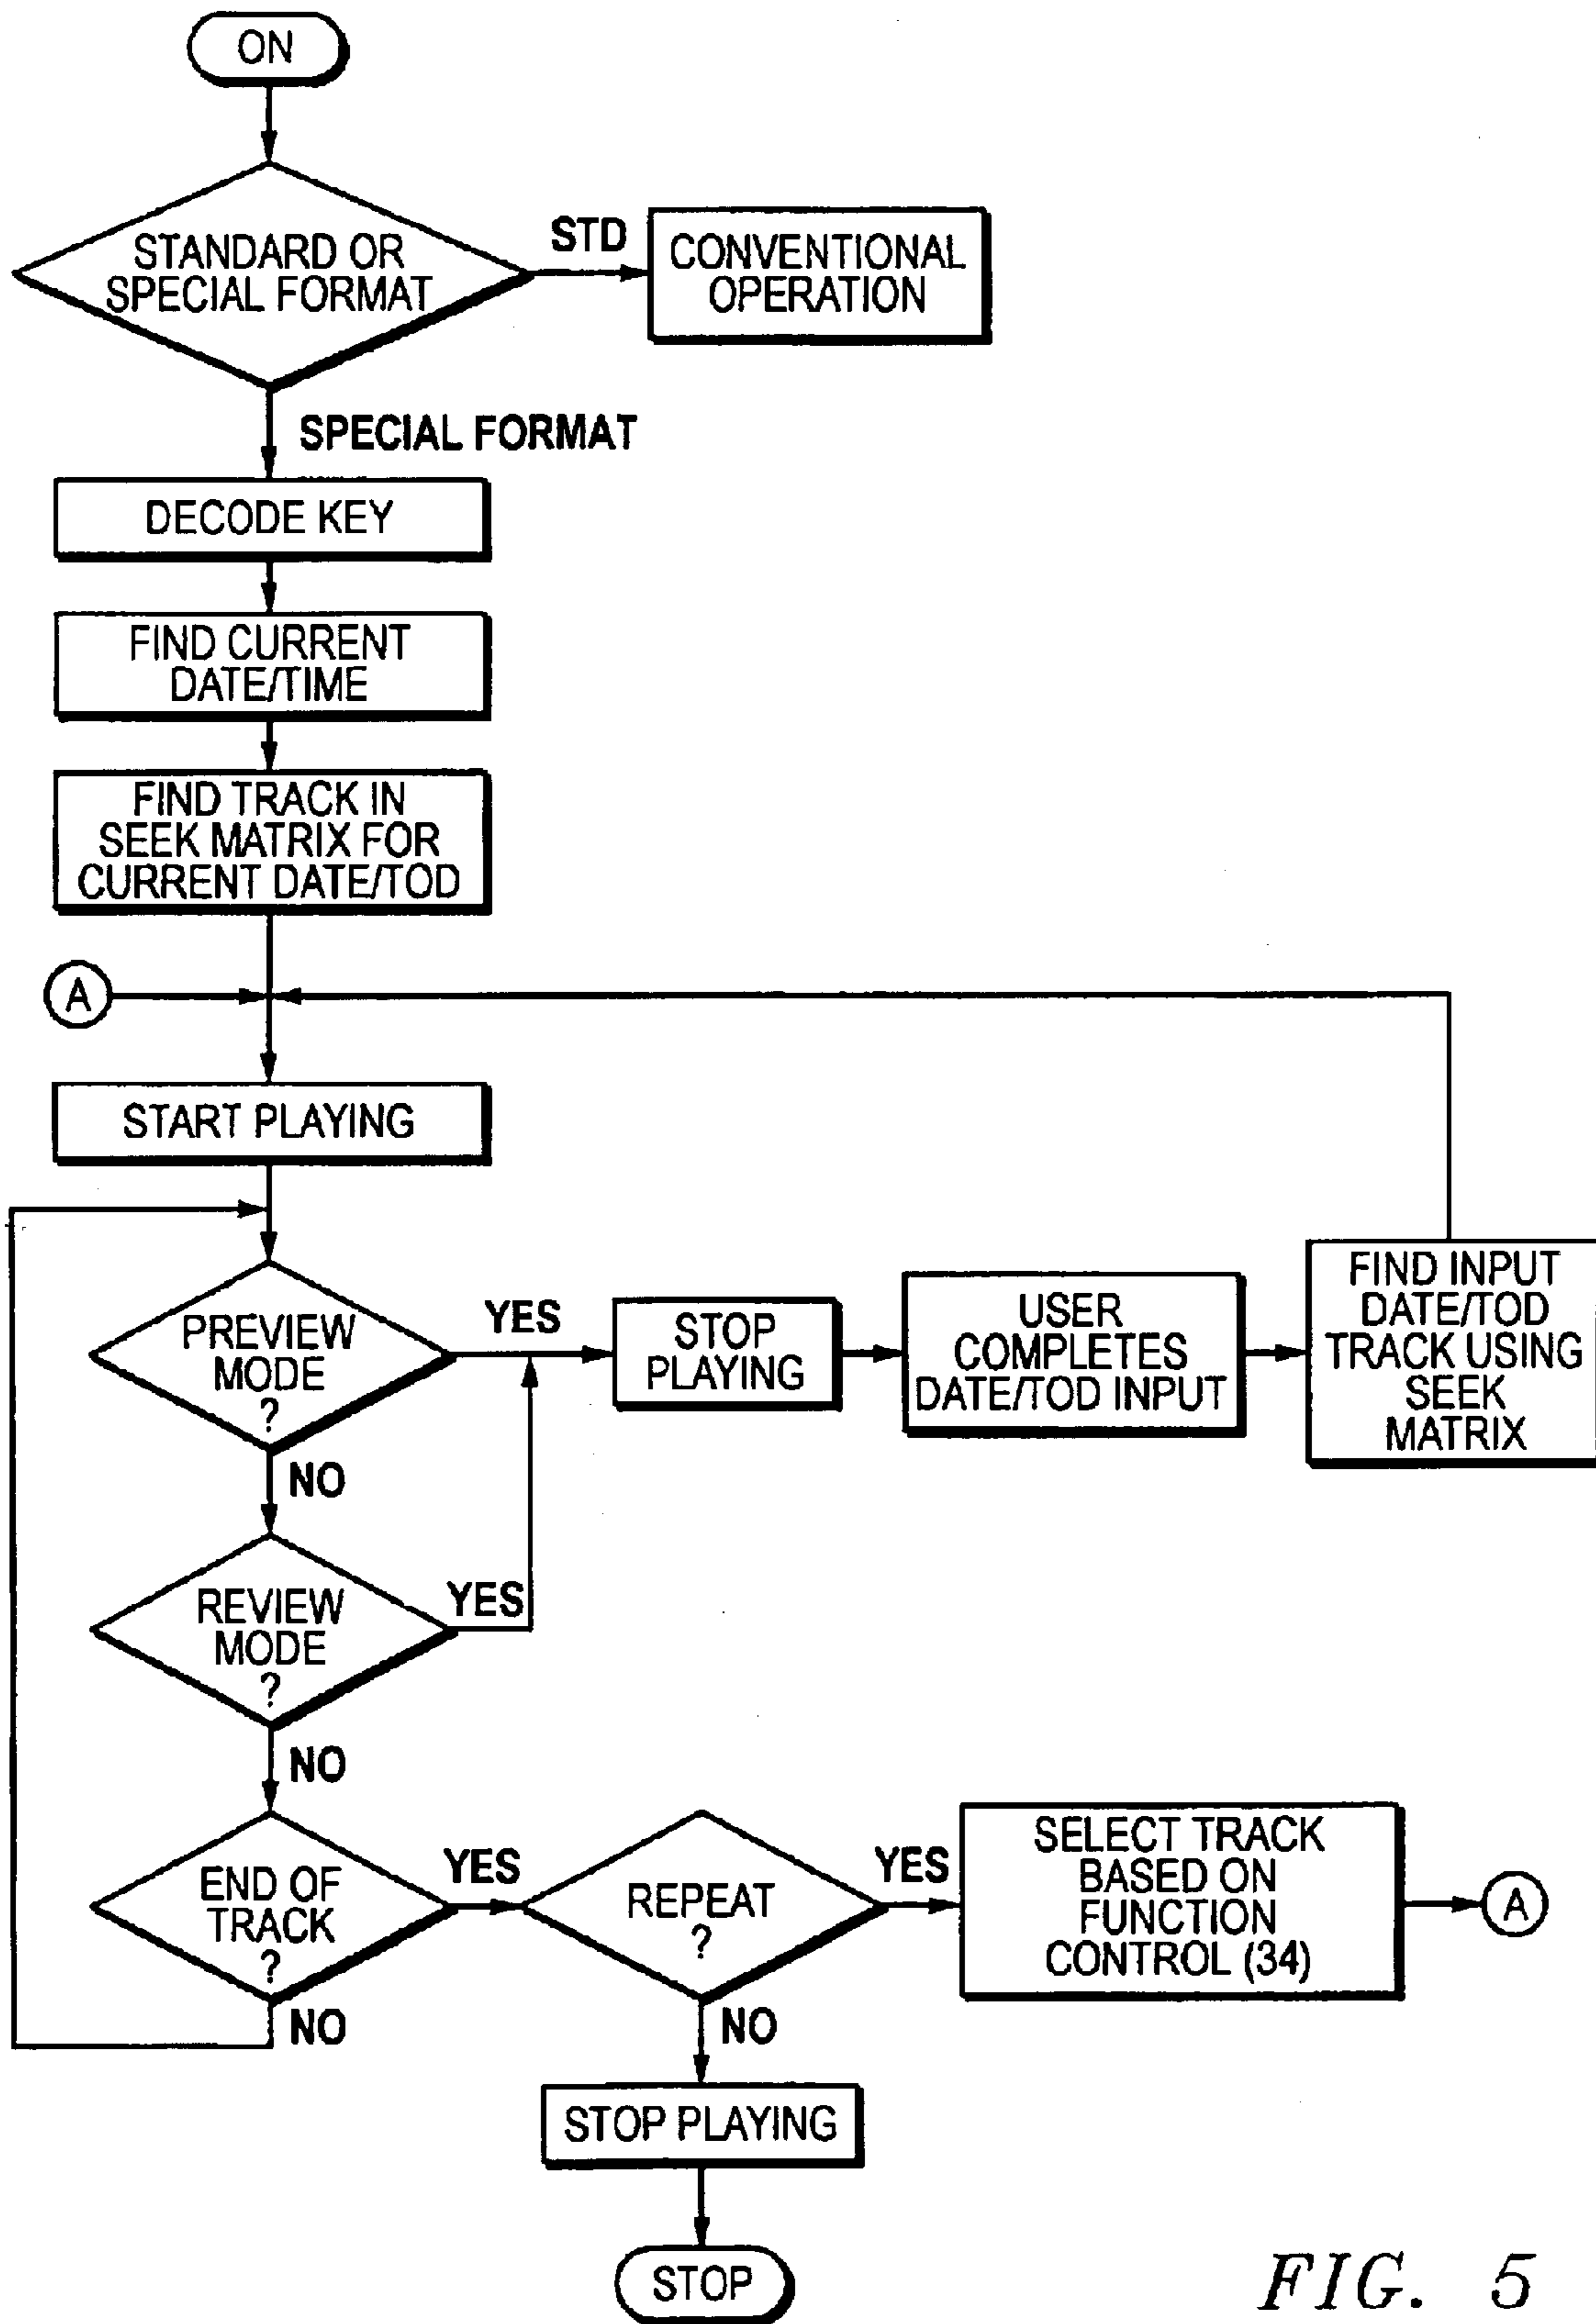 ON
STANDARD OR
SPECIAL FORMAT
STD
CONVENTIONAL
OPERATION
SPECIAL FORMAT
DECODE KEY
FIND CURRENT
DATE/TIME
FIND TRACK IN
SEEK MATRIX FOR
CURRENT DATE/TOD
A
START PLAYING
PREVIEW
MODE
?
YES
STOP
PLAYING
USER
COMPLETES
DATE/TOD INPUT
FIND INPUT
DATE/TOD
TRACK USING
SEEK
MATRIX
NO
REVIEW
MODE
?
YES
NO
END OF
TRACK
?
YES
REPEAT
?
YES
SELECT TRACK
BASED ON
FUNCTION
CONTROL (34)
A
NO
NO
STOP PLAYING
STOP
FIG. 5